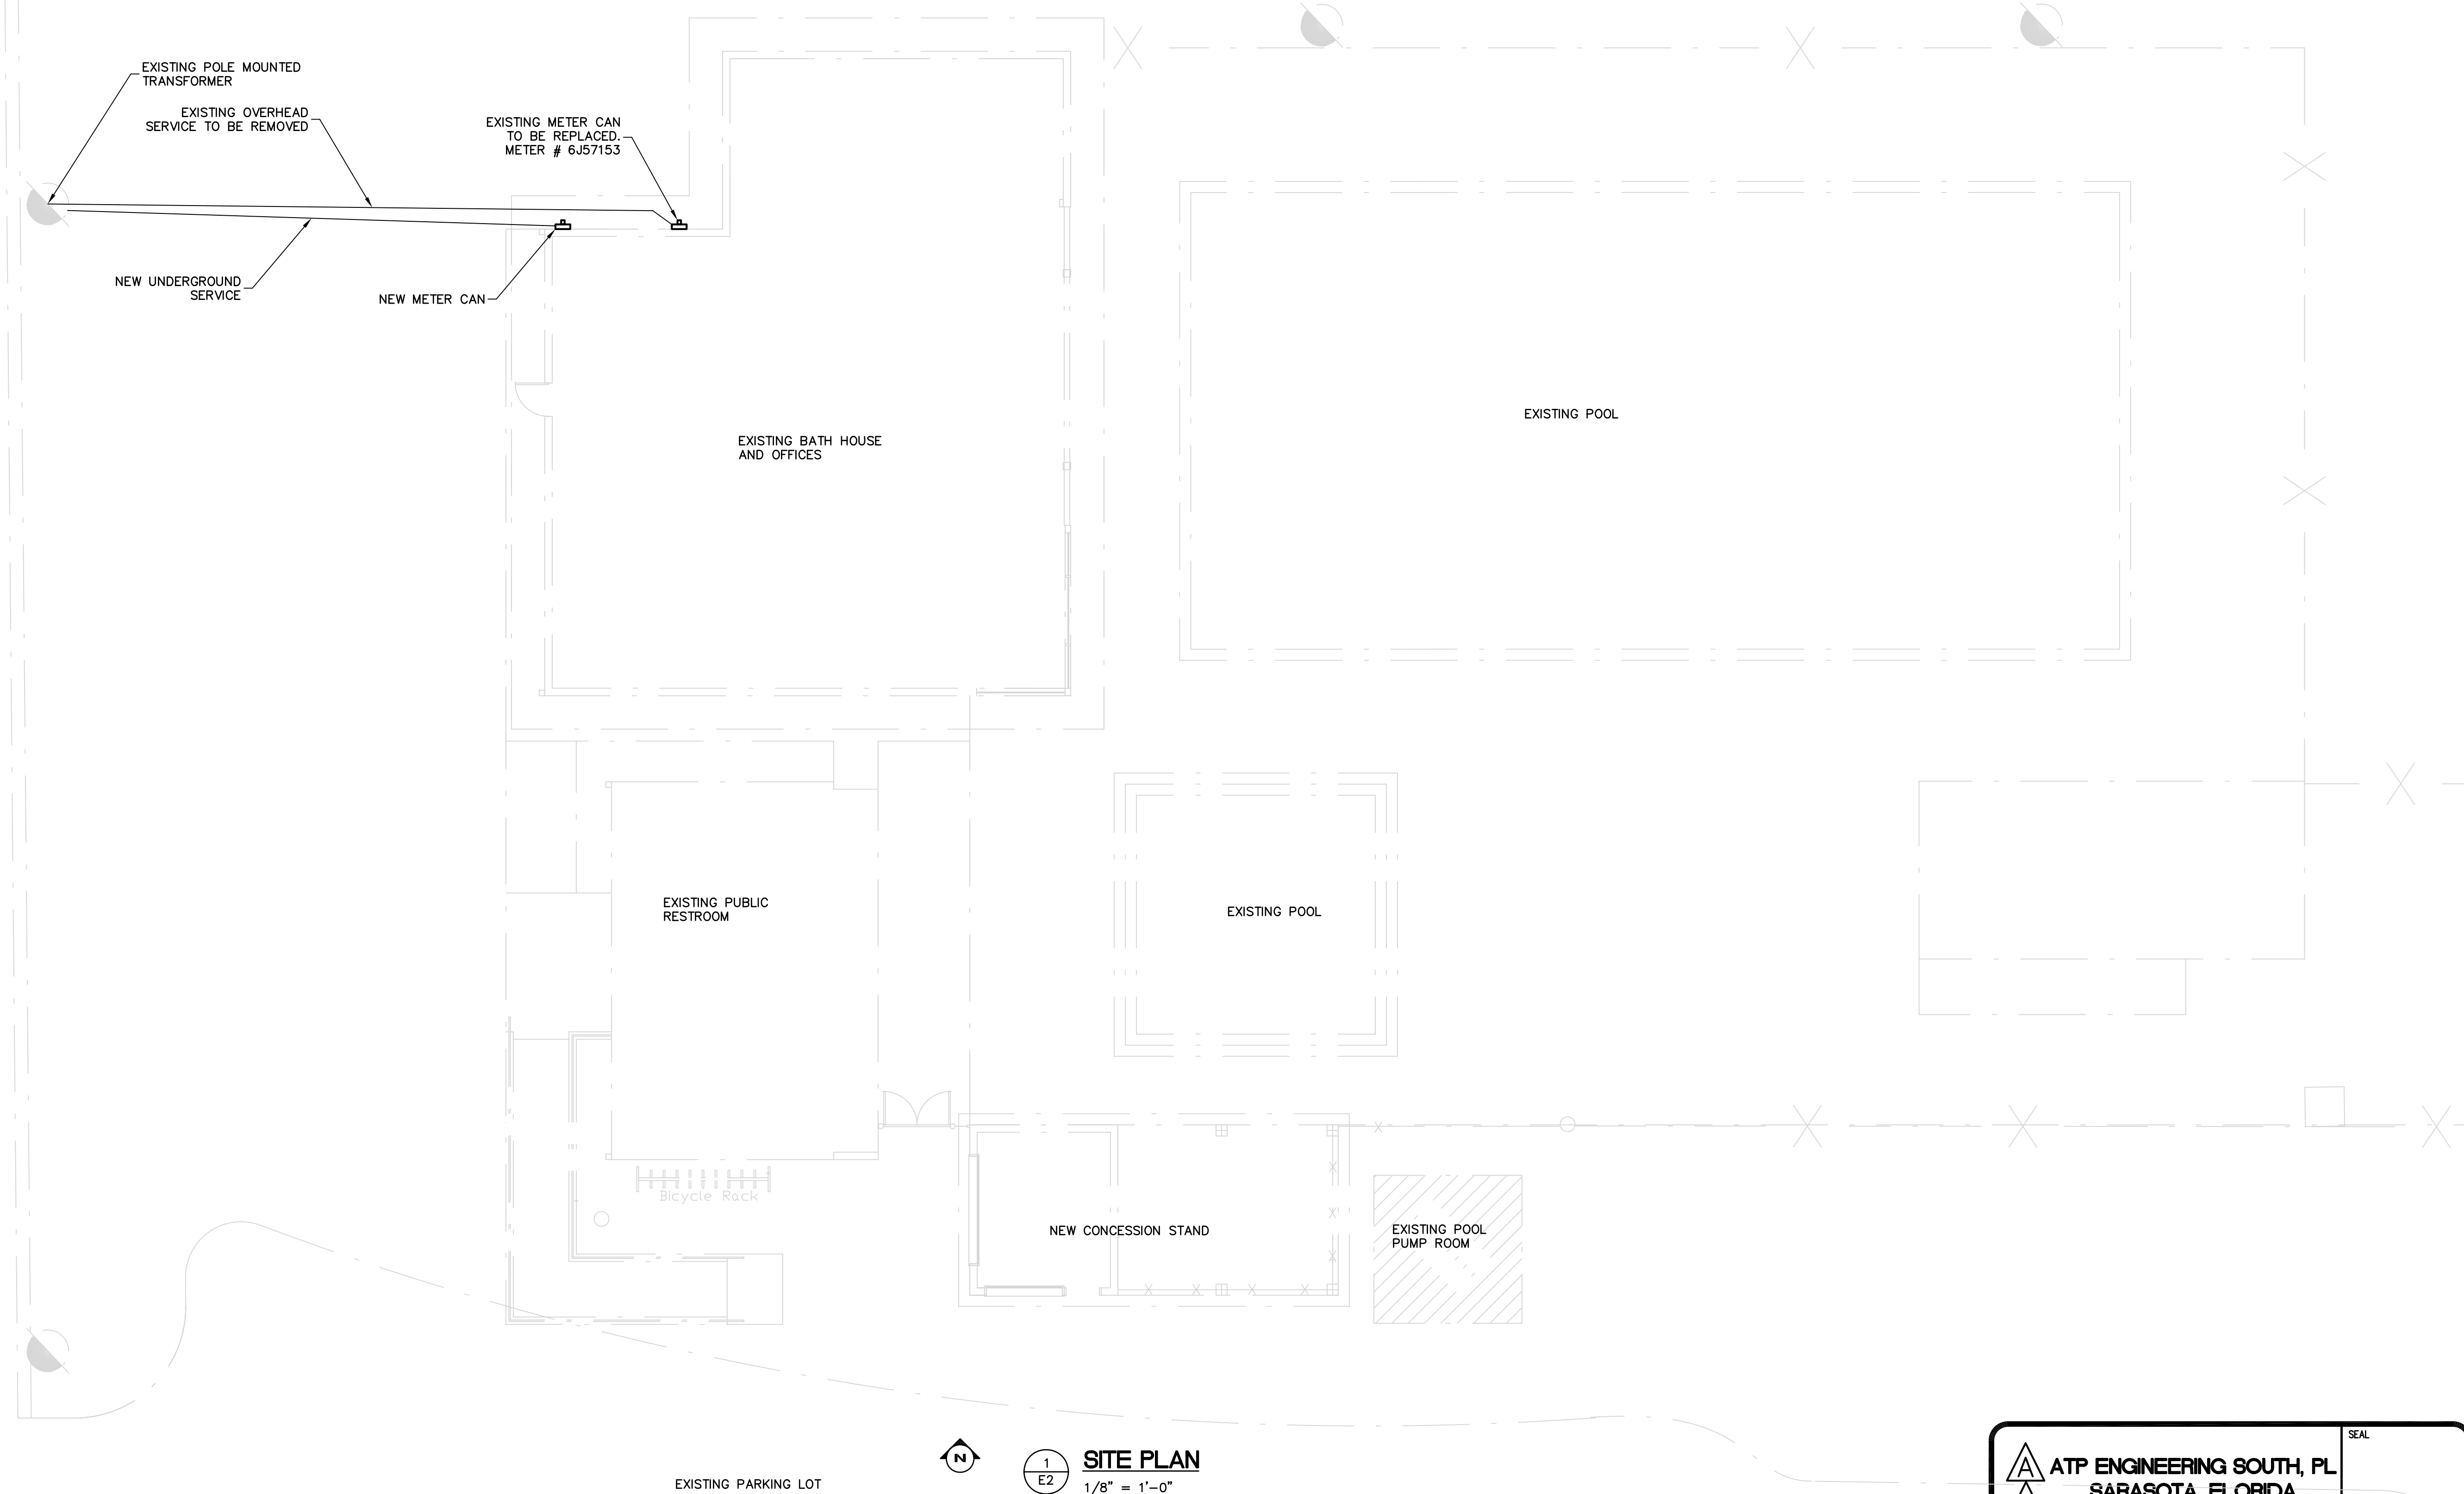 EXISTING POLE MOUNTED
TRANSFORMER
EXISTING OVERHEAD
SERVICE TO BE REMOVED
EXISTING METER CAN
TO BE REPLACED.
METER # 6J57153
NEW UNDERGROUND
SERVICE
NEW METER CAN
EXISTING BATH HOUSE
AND OFFICES
EXISTING POOL
EXISTING PUBLIC
RESTROOM
EXISTING POOL
Bicycle Rack
NEW CONCESSION STAND
EXISTING POOL
PUMP ROOM
EXISTING PARKING LOT
N
1
E2
SITE PLAN
1/8" = 1'-0"
SEAL
A
ATP ENGINEERING SOUTH, PL
SARASOTA, FLORIDA